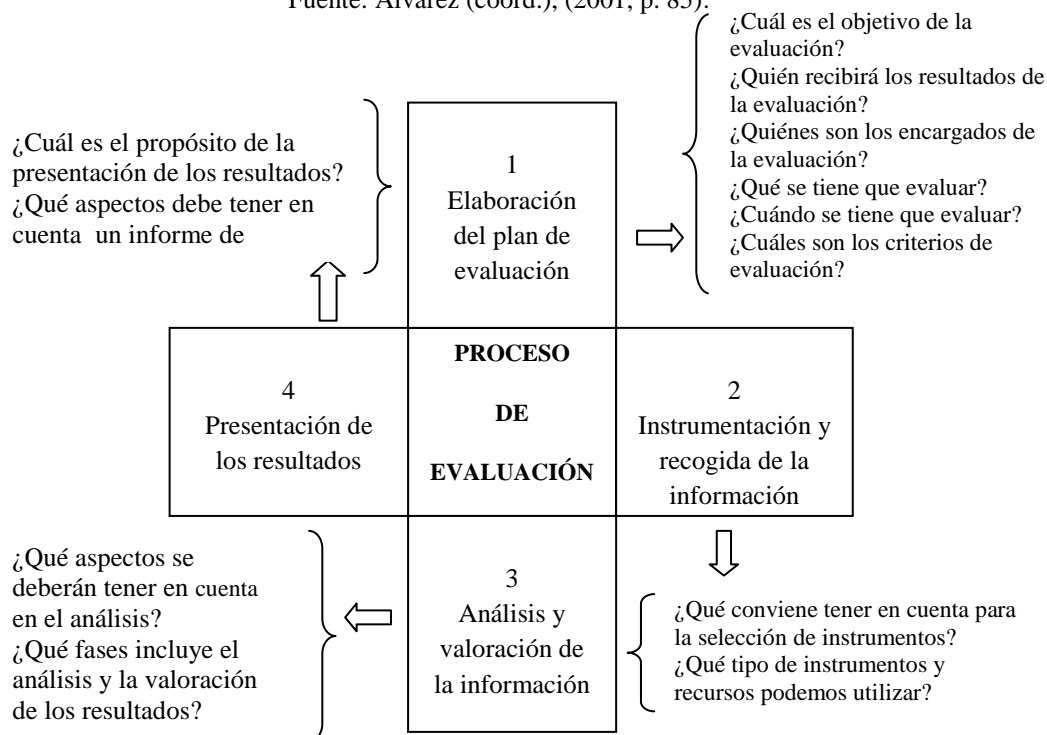 Fuente: Álvarez (coord.), (2001, p. 85).
¿Cuál es el objetivo de la
evaluación?
¿Quién recibirá los resultados de
la evaluación?
¿Quiénes son los encargados de
la evaluación?
¿Qué se tiene que evaluar?
¿Cuándo se tiene que evaluar?
¿Cuáles son los criterios de
evaluación?
¿Cuál es el propósito de la
presentación de los resultados?
¿Qué aspectos debe tener en
cuenta un informe de
1
Elaboración
del plan de
evaluación
PROCESO
DE
EVALUACIÓN
4
Presentación de
los resultados
2
Instrumentación y
recogida de la
información
3
Análisis y
valoración de
la información
¿Qué aspectos se
deberán tener en cuenta
en el análisis?
¿Qué fases incluye el
análisis y la valoración
de los resultados?
¿Qué conviene tener en cuenta para
la selección de instrumentos?
¿Qué tipo de instrumentos y
recursos podemos utilizar?